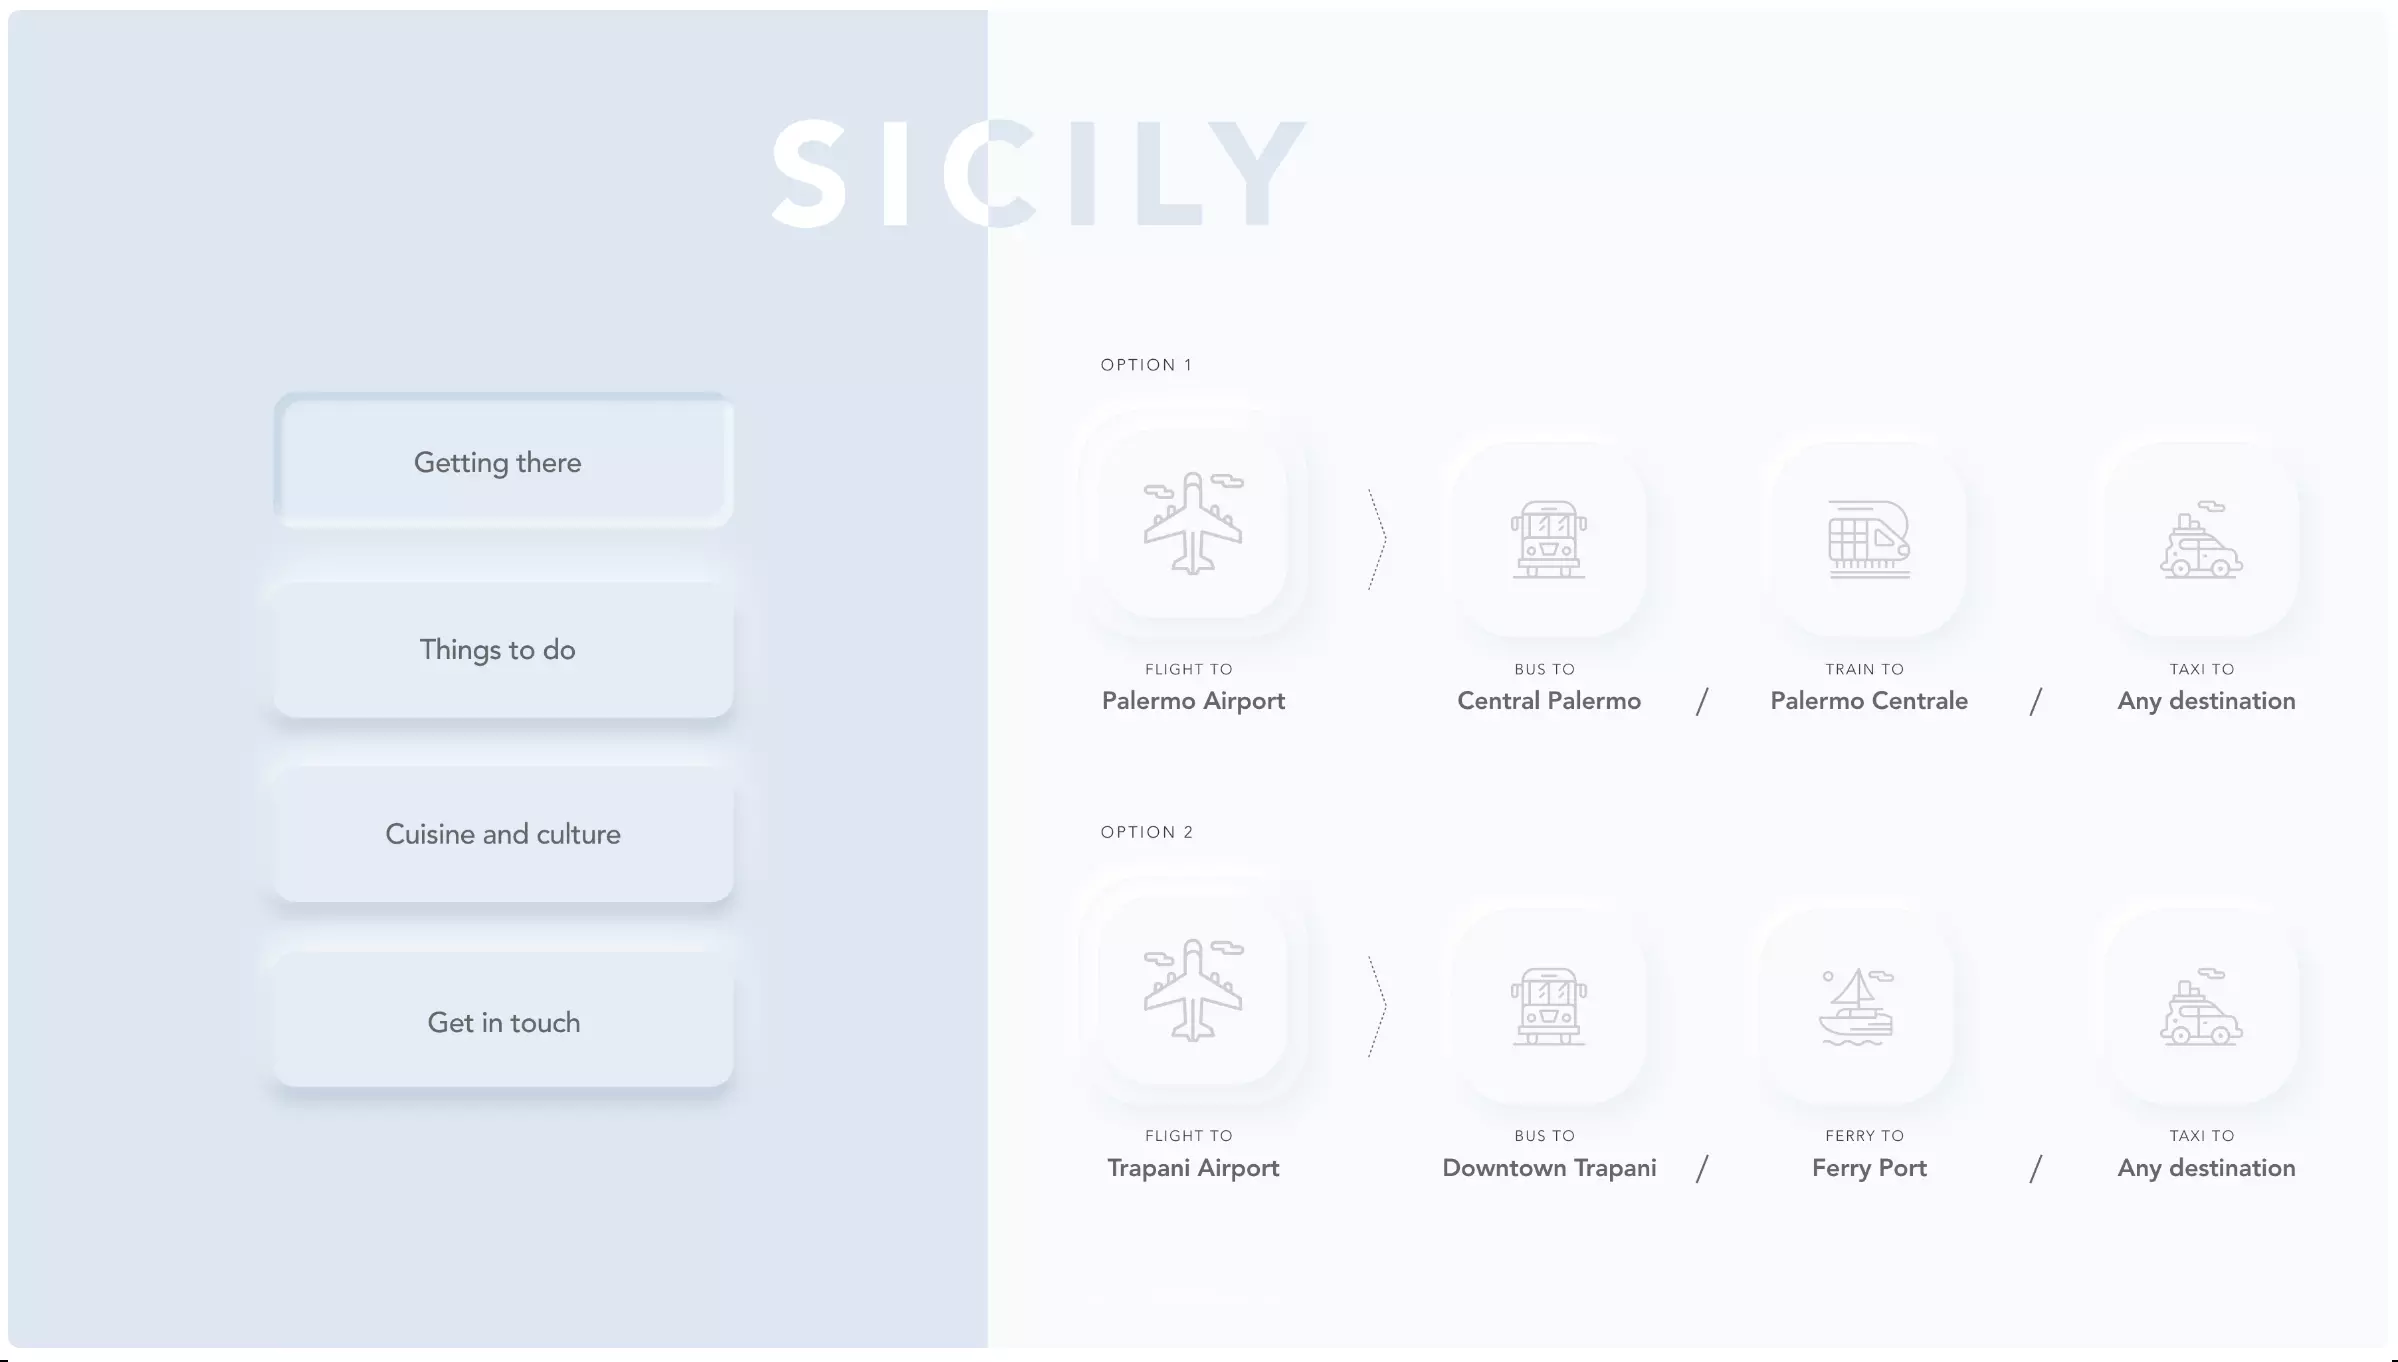 SICILY
Getting there
Things to do
Cuisine and culture
Get in touch
OPTION 1
FLIGHT TO
Palermo Airport
BUS TO
Central Palermo
/
TRAIN TO
Palermo Centrale
/
TAXI TO
Any destination
OPTION 2
FLIGHT TO
Trapani Airport
BUS TO
Downtown Trapani
/
FERRY TO
Ferry Port
/
TAXI TO
Any destination